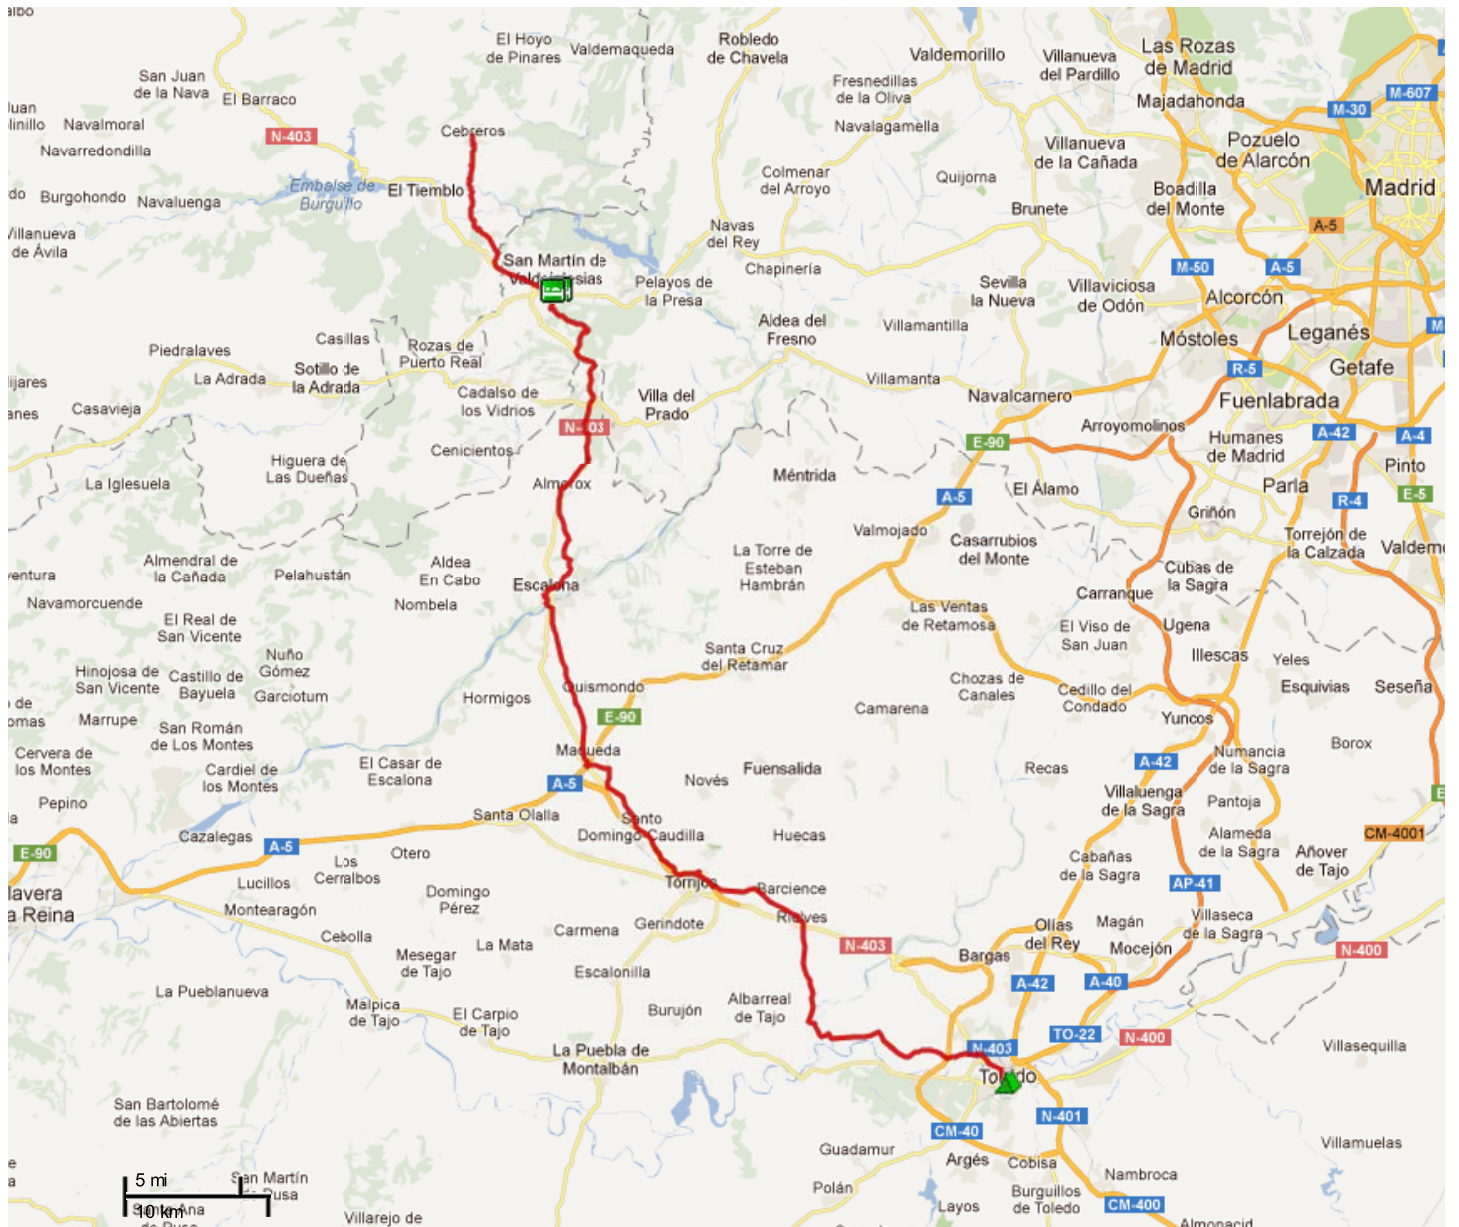 El Hoyo
de Pinares
Valdemaqueda
Robledo
de Chavela
Valdemorillo
Villanueva
del Pardillo
Las Rozas
de Madrid
San Juan
de la Nava
El Barraco
Fresnedillas
de la Oliva
Majadahonda
M-30
M-607
Navalmoral
N-403
Cebreros
Navalagamella
Navarredondilla
Villanueva
de la Cañada
Pozuelo
de Alarcón
Burgohondo
Navaluenga
Embalse de
Burguillo
El Tiemblo
Colmenar
del Arroyo
Quijorna
Boadilla
del Monte
Madrid
Brunete
Navas
del Rey
A-5
Villanueva
de Ávila
San Martín de
Valdeiglesias
Pelayos de
la Presa
Chapinería
Sevilla
la Nueva
Villaviciosa
de Odón
M-50
A-5
Alcorcón
Casillas
Rozas de
Puerto Real
Aldea del
Fresno
Villamantilla
Móstoles
Leganés
Piedralaves
La Adrada
Sotillo de
la Adrada
Getafe
R-5
Casavieja
Cadalso de
los Vidrios
Villa del
Prado
Villamanta
Navalcarnero
Fuenlabrada
N-403
E-90
Arroyomolinos
A-42
A-4
Humanes
de Madrid
Cenicientos
Higuera de
Las Dueñas
La Iglesuela
Almorox
Méntrida
Pinto
Parla
A-5
El Álamo
R-4
E-5
Griñón
Valmojado
Casarrubios
del Monte
Torrejón de
la Calzada
Almendral de
la Cañada
Pelahustán
Aldea
En Cabo
La Torre de
Esteban
Hambrán
Cubas de
la Sagra
Escalona
Nombela
Carranque
Navamorcuende
Las Ventas
de Retamosa
El Real de
San Vicente
El Viso de
San Juan
Ugena
Illescas
Yeles
Nuño
Gómez
Santa Cruz
del Retamar
Hinojosa de
San Vicente
Castillo de
Bayuela
Garciotum
Hormigos
Quismondo
Chozas de
Canales
Cedillo del
Condado
Esquivias
Seseña
Marrupe
E-90
Camarena
Yuncos
San Román
de Los Montes
Cervera de
los Montes
Cardiel de
los Montes
El Casar de
Escalona
Maqueda
A-5
Novés
Fuensalida
Recas
A-42
Numancia
de la Sagra
Borox
Villaluenga
de la Sagra
Pantoja
Pepino
Cazalegas
A-5
Santa Olalla
Santo
Domingo-Caudilla
Huecas
Alameda
de la Sagra
CM-4001
E-90
Otero
Los
Cerralbos
Lucillos
Domingo
Pérez
Torrijos
Barcience
Cabañas
de la Sagra
AP-41
Añover
de Tajo
Montearagón
Cebolla
Gerindote
Carmena
Rielves
N-403
Olías
del Rey
Magán
Mocejón
Villaseca
de la Sagra
N-400
Mesegar
de Tajo
La Mata
Bargas
Escalonilla
A-42
A-40
La Pueblanueva
Malpica
de Tajo
El Carpio
de Tajo
Burujón
Albarreal
de Tajo
TO-22
N-400
N-403
La Puebla de
Montalbán
Toledo
Villasequilla
San Bartolomé
de las Abiertas
CM-40
N-401
Guadamur
Argés
Cobisa
Villamuelas
Polán
Layos
Burguillos
de Toledo
Nambroca
CM-400
Almonacid
San Martín
de Pusa
Santa Ana
de Pusa
5 mi
10 km
Villarejo de